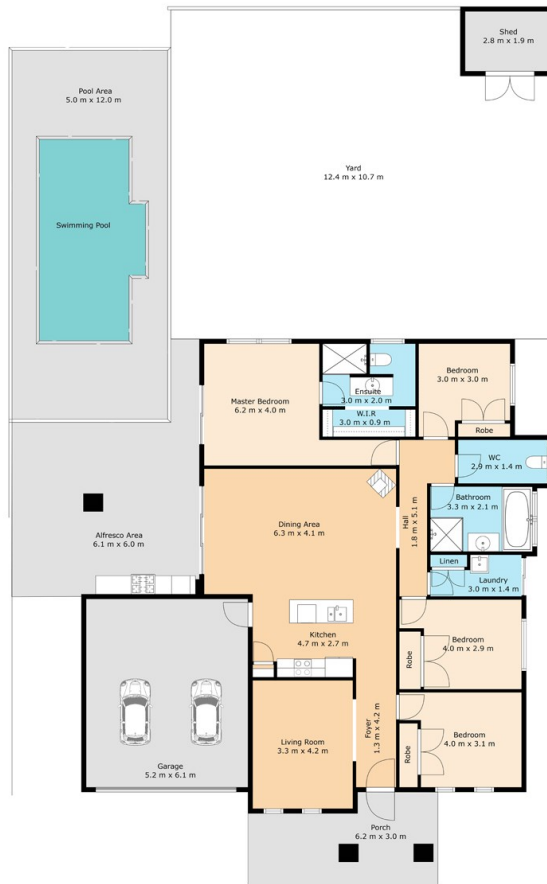 Shed
2.8 m x 1.9 m
Pool Area
5.0 m x 12.0 m
Yard
12.4 m x 10.7 m
Swimming Pool
Master Bedroom
6.2 m x 4.0 m
Ensuite
3.0 m x 2.0 m
W.I.R
3.0 m x 0.9 m
Bedroom
3.0 m x 3.0 m
Robe
WC
2.9 m x 1.4 m
Bathroom
3.3 m x 2.1 m
Hall
1.8 m x 5.1 m
Dining Area
6.3 m x 4.1 m
Alfresco Area
6.1 m x 6.0 m
Linen
Laundry
3.0 m x 1.4 m
Kitchen
4.7 m x 2.7 m
Bedroom
4.0 m x 2.9 m
Robe
Living Room
3.3 m x 4.2 m
Foyer
1.3 m x 4.2 m
Bedroom
4.0 m x 3.1 m
Robe
Garage
5.2 m x 6.1 m
Porch
6.2 m x 3.0 m